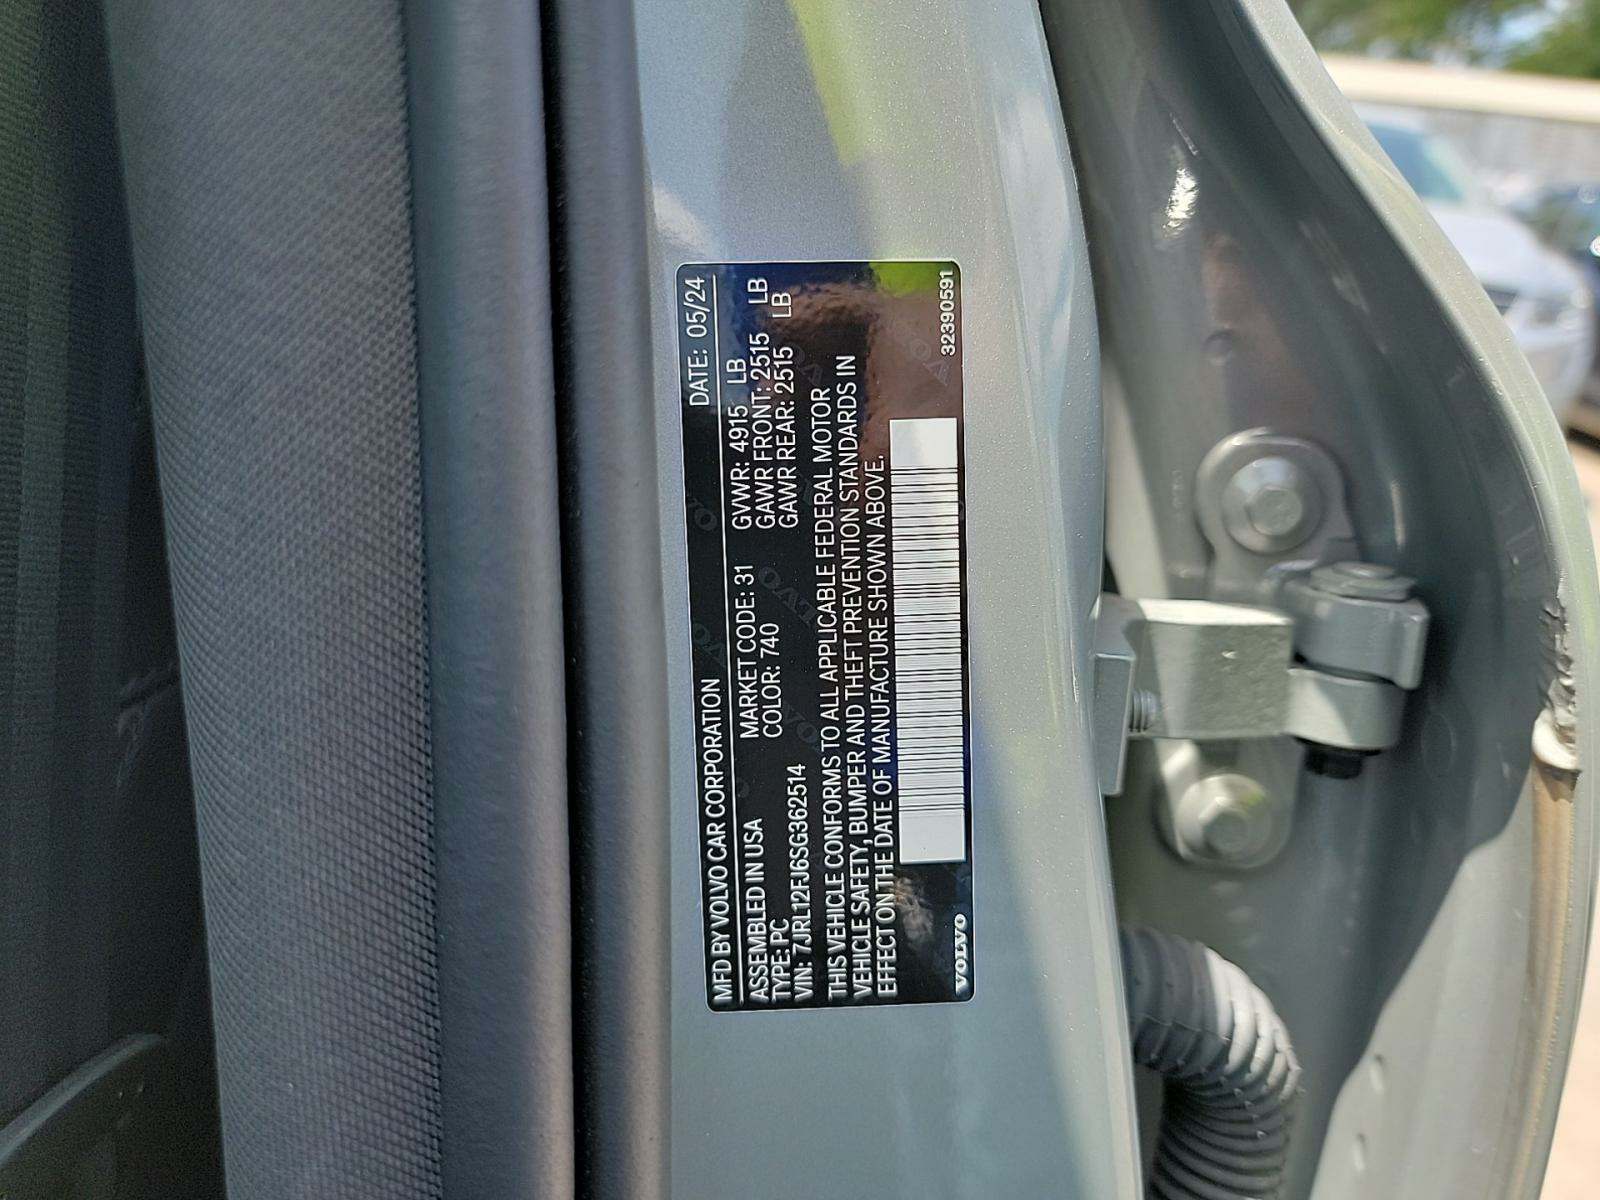 MFD BY VOLVO CAR CORPORATION DATE: 05/24
ASSEMBLED IN USA MARKET CODE: 31 GVWR: 4915 LB
TYPE: PC COLOR: 740 GAWR FRONT: 2515 LB
VIN: 7JRL12FJ6SG362514 GAWR REAR: 2515 LB
THIS VEHICLE CONFORMS TO ALL APPLICABLE FEDERAL MOTOR
VEHICLE SAFETY, BUMPER AND THEFT PREVENTION STANDARDS IN
EFFECT ON THE DATE OF MANUFACTURE SHOWN ABOVE.
VOLVO 32390591